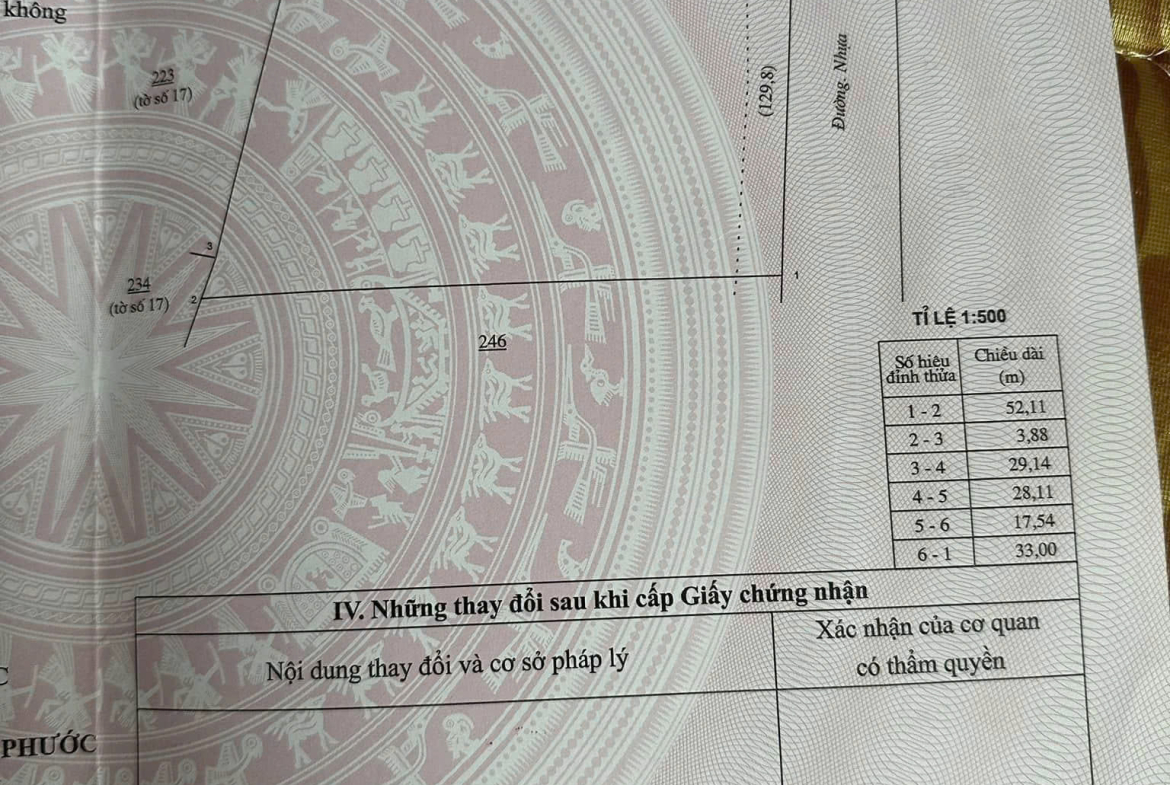 không
223
(tờ số 17)
(129,8)
Đường Nhựa
3
234
(tờ số 17)
2
1
246
TỈ LỆ 1:500
Số hiệu
đỉnh thửa
Chiều dài
(m)
1 - 2 52,11
2 - 3 3,88
3 - 4 29,14
4 - 5 28,11
5 - 6 17,54
6 - 1 33,00
IV. Những thay đổi sau khi cấp Giấy chứng nhận
Nội dung thay đổi và cơ sở pháp lý
Xác nhận của cơ quan
có thẩm quyền
C
PHƯỚC